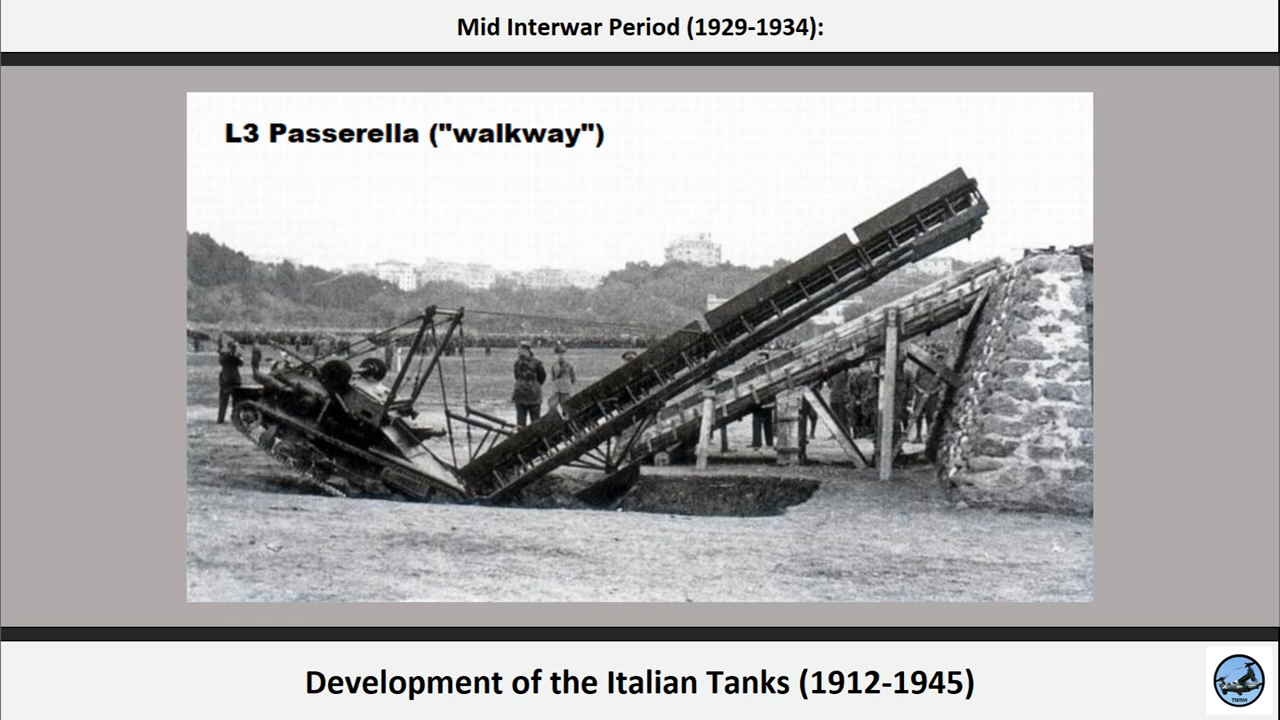 Mid Interwar Period (1929-1934):
L3 Passerella ("walkway")
Development of the Italian Tanks (1912-1945)